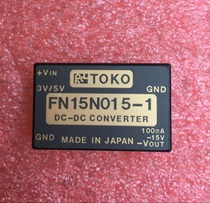 +VIN
TOKO
3V/5V GND
FN15N015-1
DC-DC CONVERTER
100mA
GND -15V
MADE IN JAPAN -VOUT